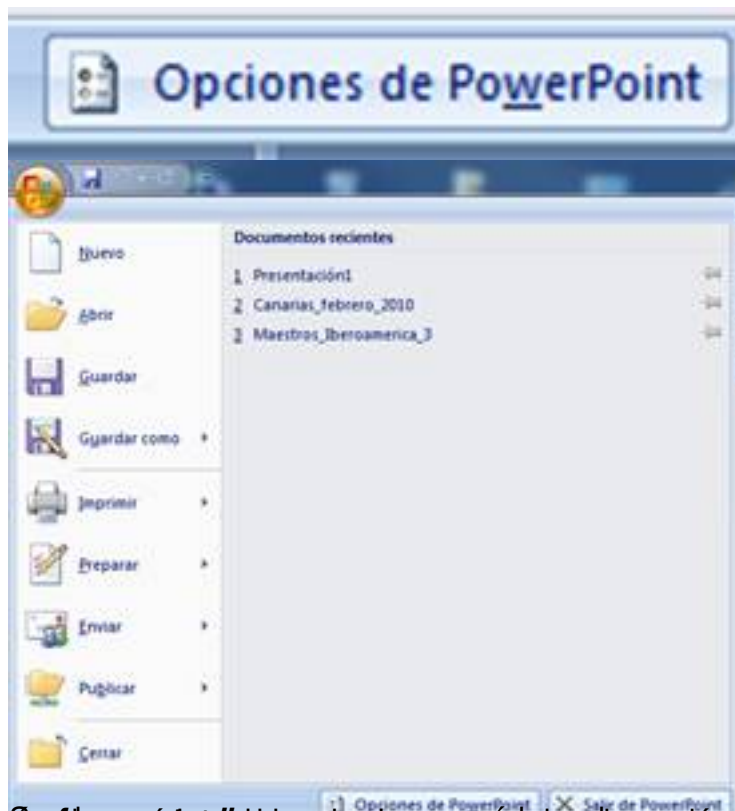 Opciones de PowerPoint
Documentos recientes
Nuevo
1 Presentación1
2 Canarias_febrero_2010
Abrir
3 Maestros_Iberoamerica_3
Guardar
Guardar como
Imprimir
Preparar
Enviar
Publicar
Cerrar
Opciones de PowerPoint
Salir de PowerPoint